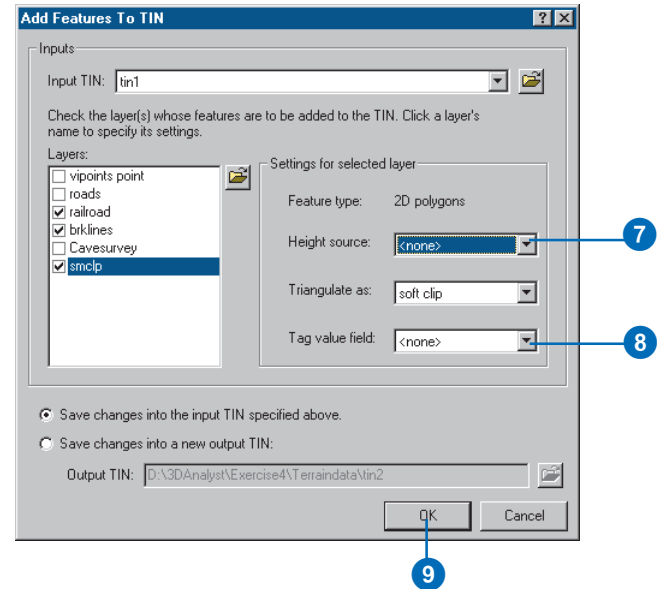 Add Features To TIN
Inputs
Input TIN: tin1
Check the layer(s) whose features are to be added to the TIN. Click a layer's
name to specify its settings.
Layers:
vipoints point
roads
railroad
brklines
Cavesurvey
smclp
Settings for selected layer
Feature type: 2D polygons
Height source: <none>
7
Triangulate as: soft clip
Tag value field: <none>
8
Save changes into the input TIN specified above.
Save changes into a new output TIN:
Output TIN: D:\3DAnalyst\Exercise4\Terraindata\tin2
OK Cancel
9